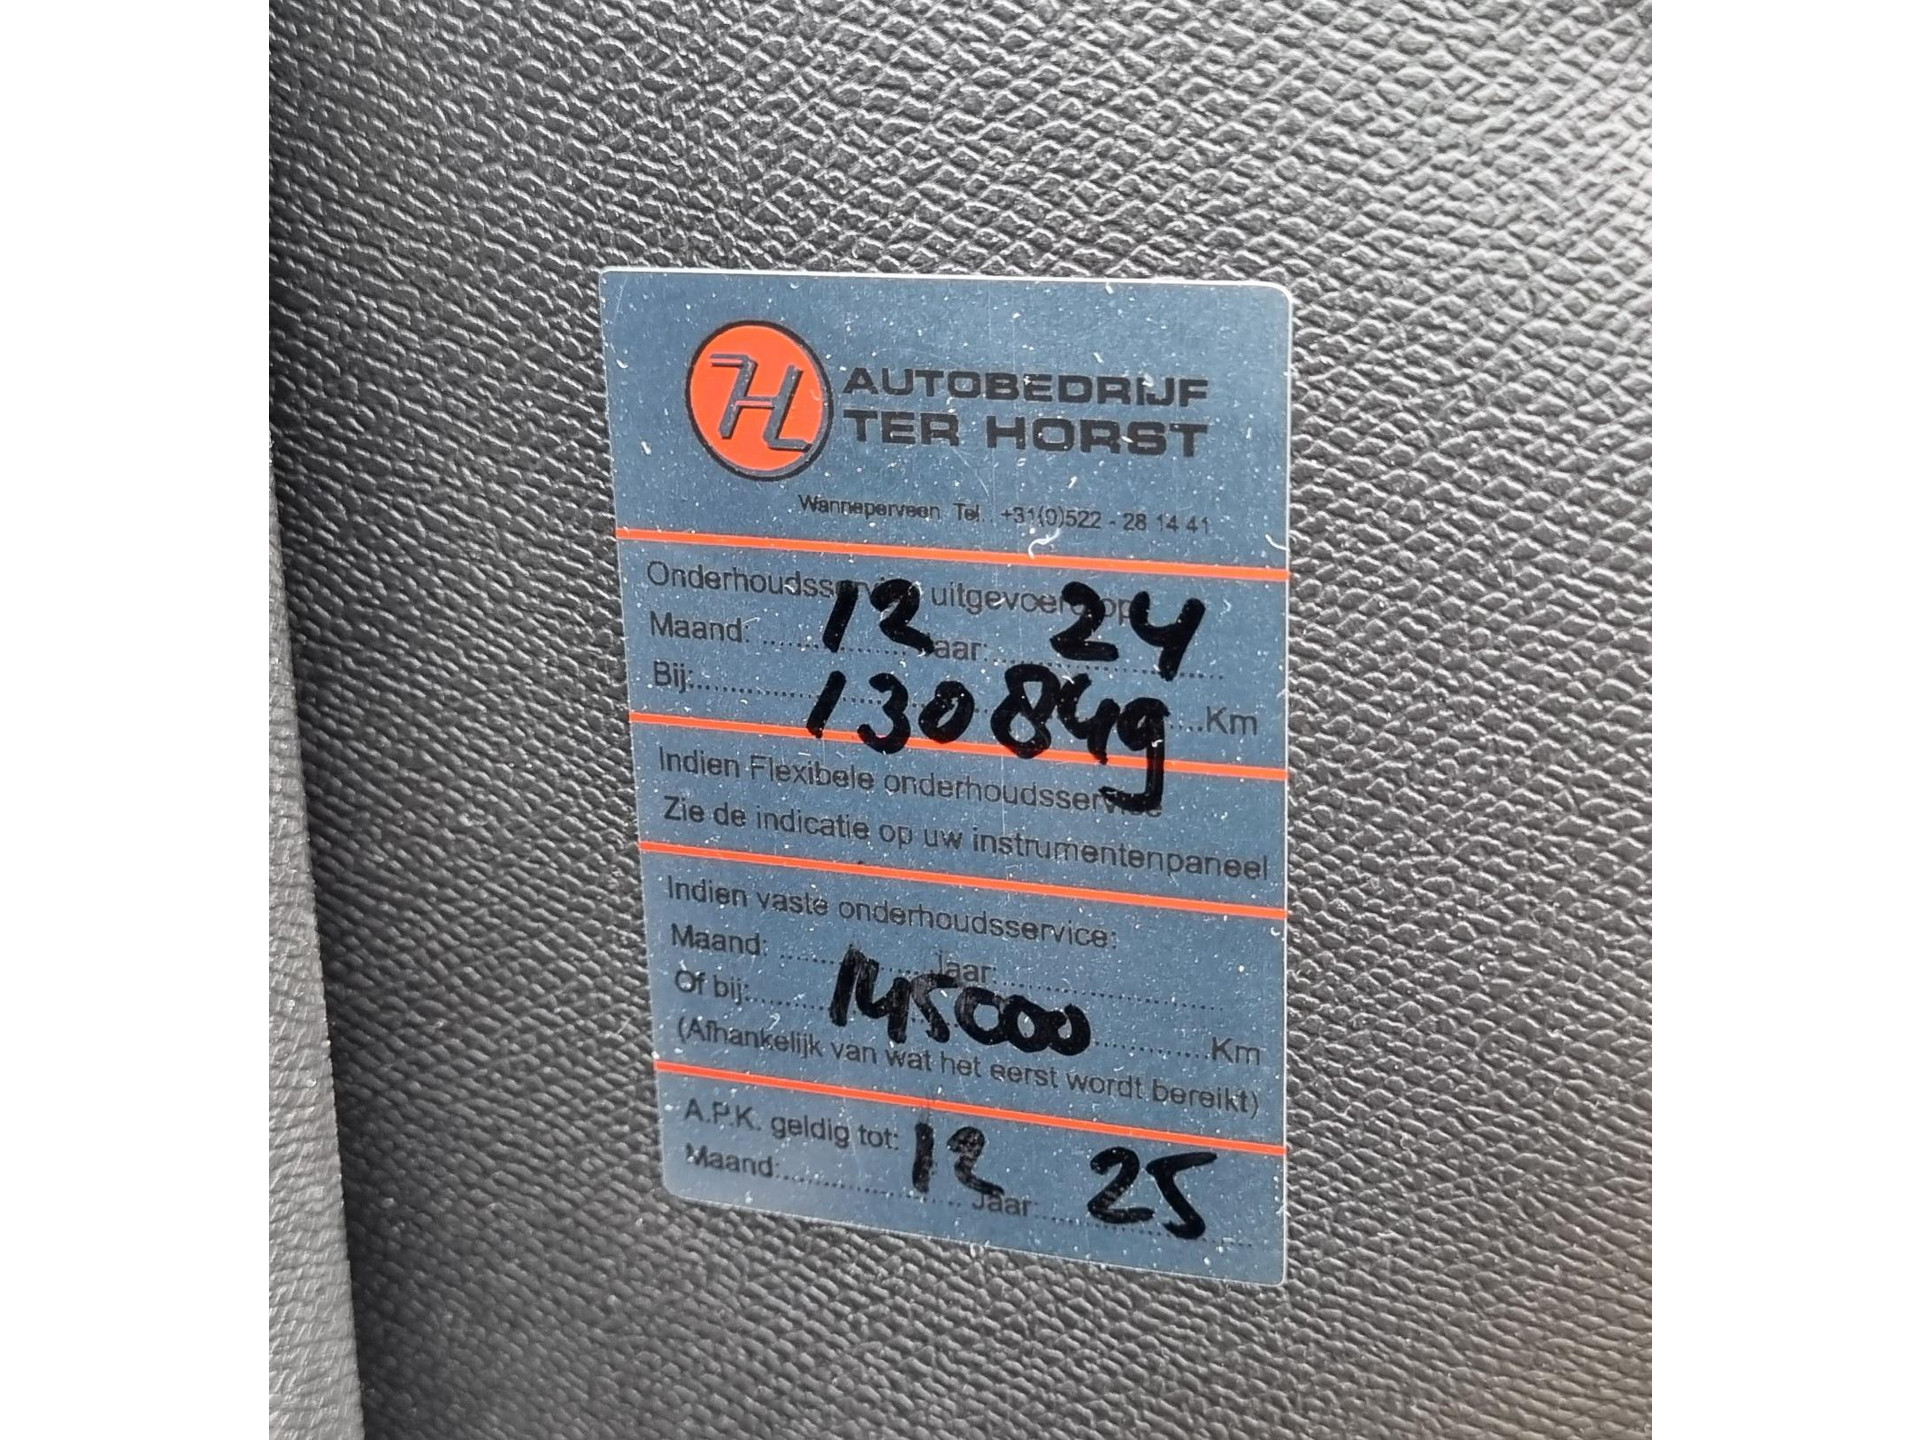 H
AUTOBEDRIJF
TER HORST
Wanneperveen Tel.: +31(0)522 - 28 14 41
Onderhoudsservice uitgevoerd op
Maand: 12 Jaar: 24
Bij: 130849 Km
Indien Flexibele onderhoudsservice
Zie de indicatie op uw instrumentenpaneel
Indien vaste onderhoudsservice:
Maand: Jaar:
Of bij: 145000 Km
(Afhankelijk van wat het eerst wordt bereikt)
A.P.K. geldig tot:
Maand: 12 Jaar: 25